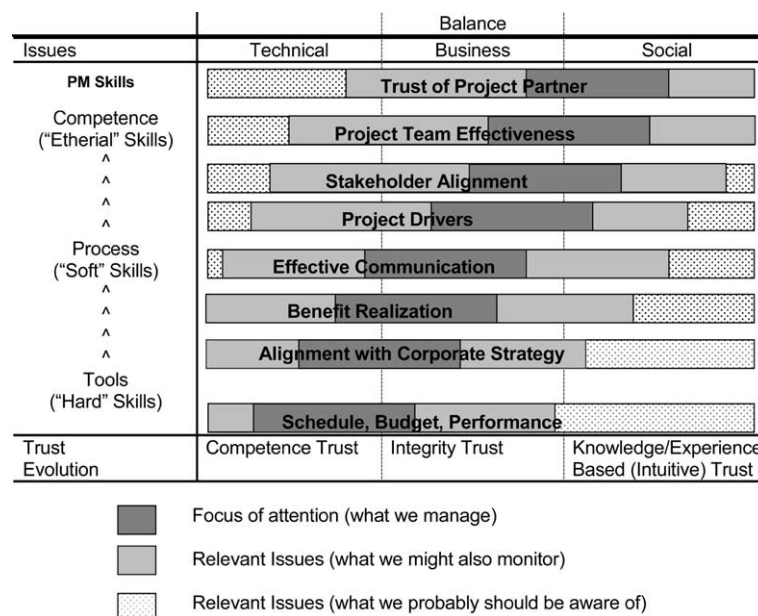 Balance
Issues Technical Business Social
PM Skills
Trust of Project Partner
Competence
("Etherial" Skills)
Project Team Effectiveness
^
^
Stakeholder Alignment
^
^
Project Drivers
Process
("Soft" Skills)
Effective Communication
^
^
Benefit Realization
^
^
Alignment with Corporate Strategy
Tools
("Hard" Skills)
Schedule, Budget, Performance
Trust
Evolution
Competence Trust
Integrity Trust
Knowledge/Experience
Based (Intuitive) Trust
Focus of attention (what we manage)
Relevant Issues (what we might also monitor)
Relevant Issues (what we probably should be aware of)